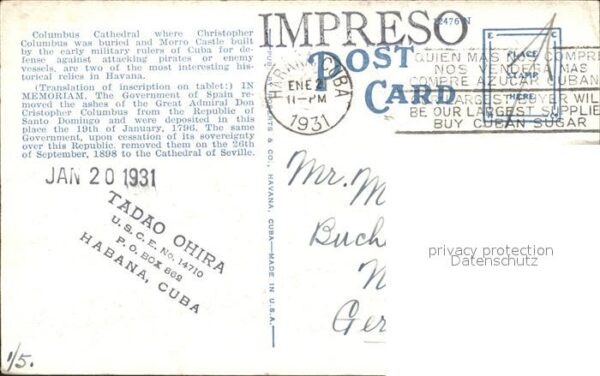 Columbus Cathedral where Christopher
Columbus was buried and Morro Castle built
by the early military rulers of Cuba for de-
fense against attacking pirates or enemy
vessels, are two of the most interesting his-
torical relics in Havana.
(Translation of inscription on tablet:) IN
MEMORIAM. The Government of Spain re-
moved the ashes of the Great Admiral Don
Cristopher Columbus from the Republic of
Santo Domingo and were deposited in this
place the 19th of January, 1796. The same
Government, upon cessation of its sovereignty
over this Republic, removed them on the 26th
of September, 1898 to the Cathedral of Seville.
JAN 20 1931
TADAO OHIRA
U.S.C.E. No. 14710
P.O. BOX 662
HABANA, CUBA
1/5.
& CO., HAVANA, CUBA—MADE IN U.S.A.
IMPRESO
POST
CARD
HABANA, CUBA
ENE 2
11-PM
1931
PLACE
STAMP
HERE
QUIEN MAS NOS COMPRE
NOS VENDERA MAS
COMPRE AZUCAR CUBAN
LARGEST BUYER WILL
BE OUR LARGEST SUPPLIE
BUY CUBAN SUGAR
Mr. M
Buch
Ger
privacy protection
Datenschutz